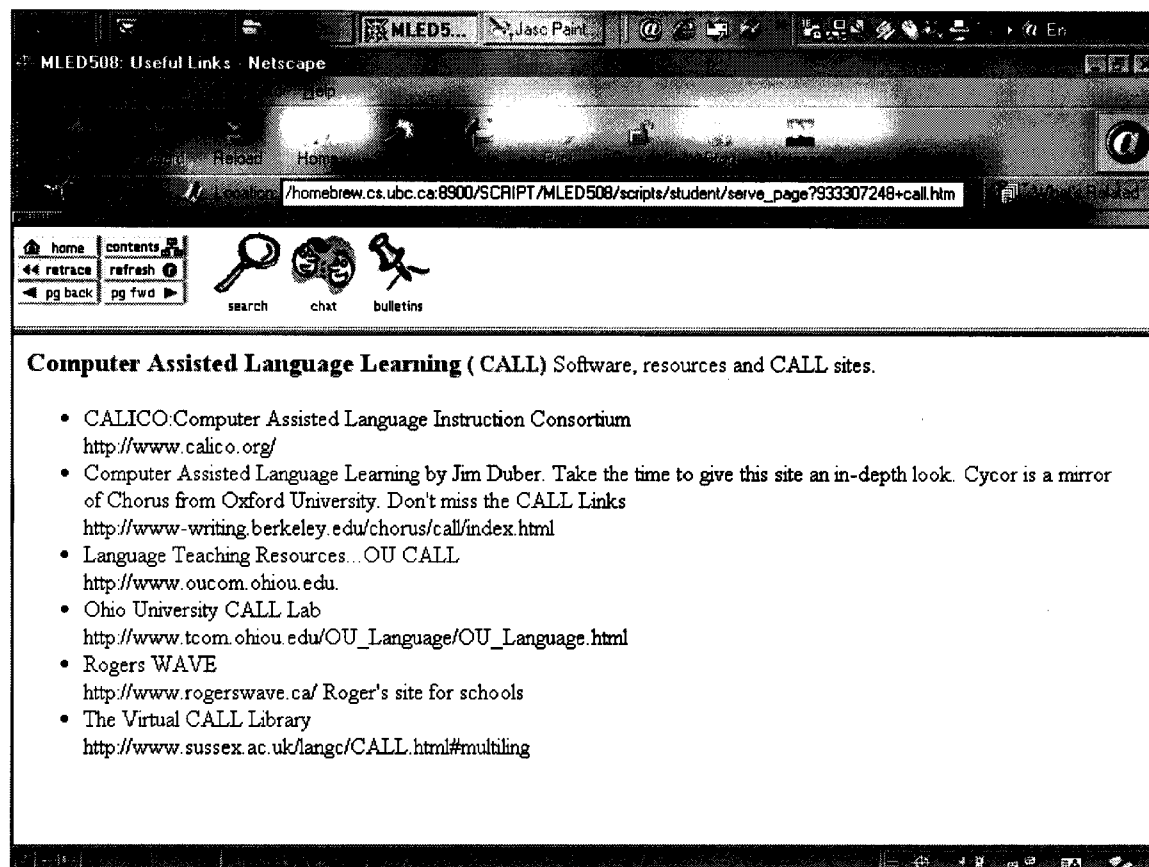 MLED5... Jasc Paint En
MLED508: Useful Links - Netscape
Help
Reload Home
Location: /homebrew.cs.ubc.ca:8900/SCRIPT/MLED508/scripts/student/serve_page?933307248+call.htm Related
home contents
retrace refresh
pg back pg fwd
search chat bulletins
Computer Assisted Language Learning ( CALL) Software, resources and CALL sites.
• CALICO:Computer Assisted Language Instruction Consortium
http://www.calico.org/
• Computer Assisted Language Learning by Jim Duber. Take the time to give this site an in-depth look. Cycor is a mirror
of Chorus from Oxford University. Don't miss the CALL Links
http://www-writing.berkeley.edu/chorus/call/index.html
• Language Teaching Resources...OU CALL
http://www.oucom.ohiou.edu.
• Ohio University CALL Lab
http://www.tcom.ohiou.edu/OU_Language/OU_Language.html
• Rogers WAVE
http://www.rogerswave.ca/ Roger's site for schools
• The Virtual CALL Library
http://www.sussex.ac.uk/langc/CALL.html#multiling